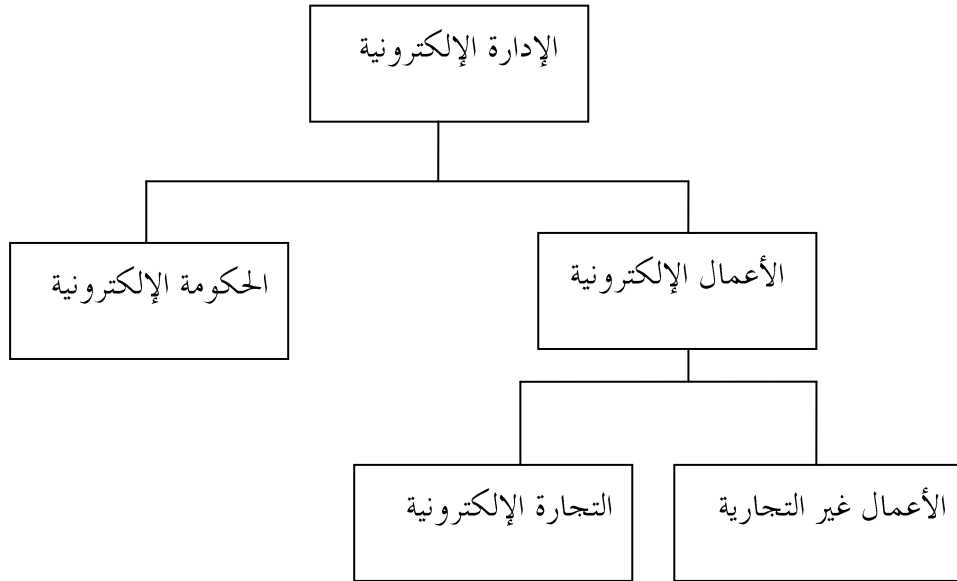 الإدارة الإلكترونية
الأعمال الإلكترونية
الحكومة الإلكترونية
الأعمال غير التجارية
التجارة الإلكترونية